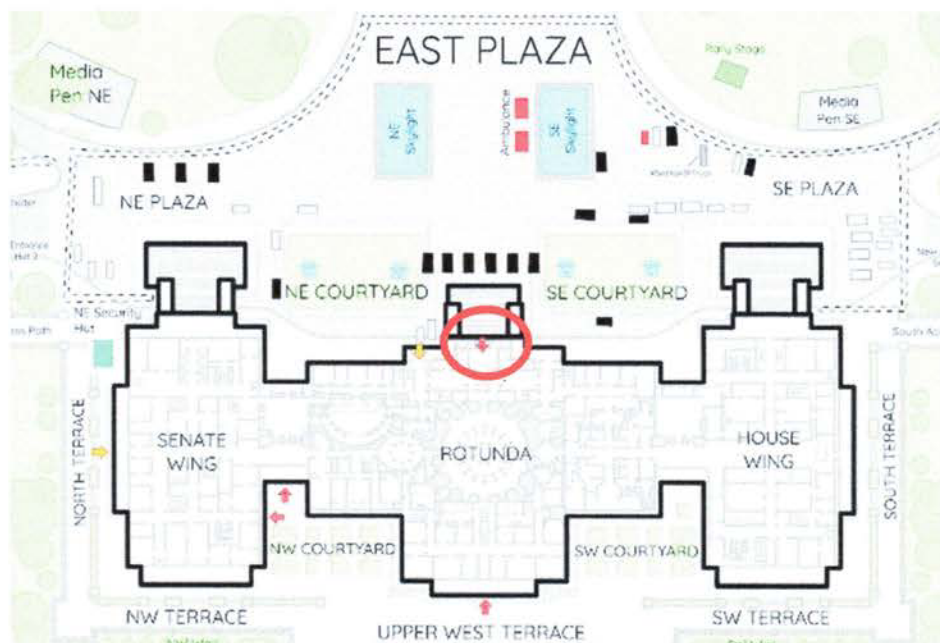 EAST PLAZA
Media
Pen NE
Rally Stage
Media
Pen SE
NE
Skylight
Ambulance
SE
Skylight
NE PLAZA
SE PLAZA
Entrance
NE COURTYARD
SE COURTYARD
NE Security
Hut
South
NORTH TERRACE
SENATE
WING
ROTUNDA
HOUSE
WING
SOUTH TERRACE
NW COURTYARD
SW COURTYARD
NW TERRACE
UPPER WEST TERRACE
SW TERRACE